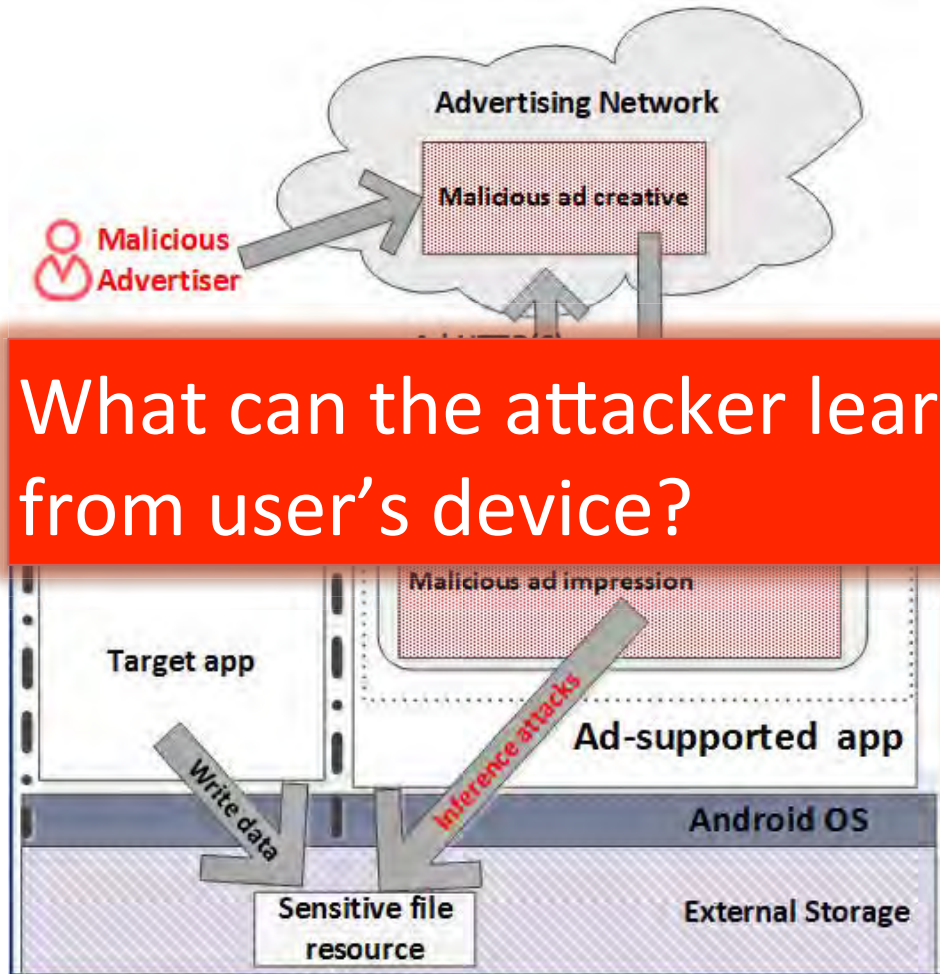 Advertising Network
Malicious ad creative
Malicious
Advertiser
What can the attacker lear
from user’s device?
Malicious ad impression
Target app
Inference attacks
Ad-supported app
Write data
Android OS
Sensitive file
resource
External Storage